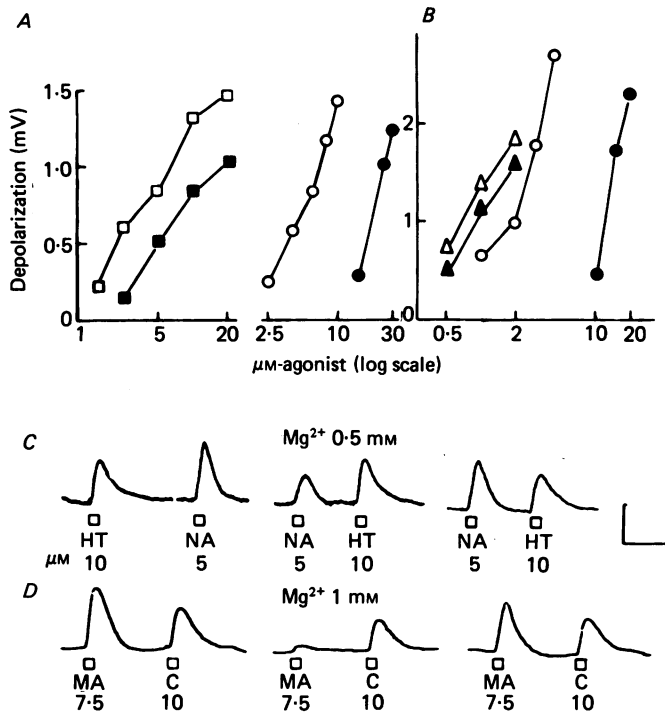 A
B
Depolarization (mV)
1·5
1·0
0·5
0
2
1
0
1 5 20 2·5 10 30 0·5 2 10 20
μM-agonist (log scale)
C
Mg2+ 0·5 mM
HT NA NA HT NA HT
μM 10 5 5 10 5 10
D
Mg2+ 1 mM
MA C MA C MA C
7·5 10 7·5 10 7·5 10